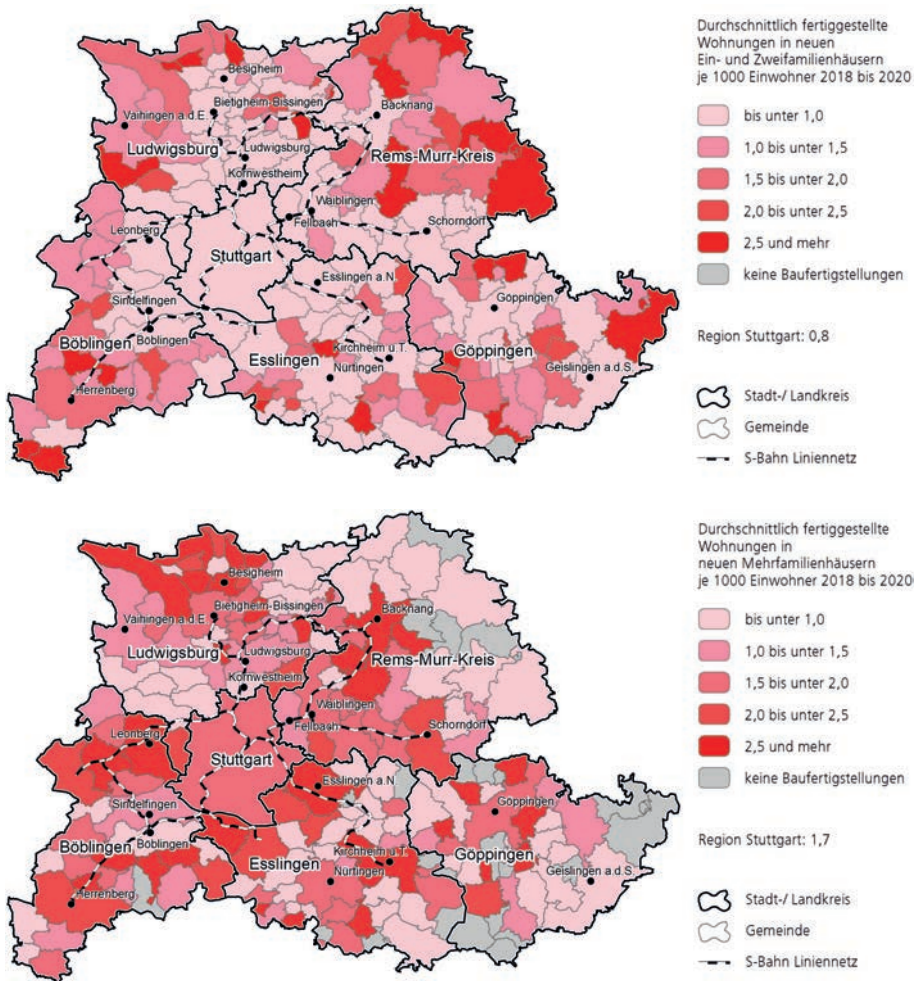 Durchschnittlich fertiggestellte
Wohnungen in neuen
Ein- und Zweifamilienhäusern
je 1000 Einwohner 2018 bis 2020
bis unter 1,0
1,0 bis unter 1,5
1,5 bis unter 2,0
2,0 bis unter 2,5
2,5 und mehr
keine Baufertigstellungen
Region Stuttgart: 0,8
Stadt-/ Landkreis
Gemeinde
S-Bahn Liniennetz
Besigheim
Bietigheim-Bissingen
Backnang
Vaihingen a.d.E.
Ludwigsburg
Ludwigsburg
Rems-Murr-Kreis
Kornwestheim
Waiblingen
Fellbach
Schorndorf
Leonberg
Stuttgart
Esslingen a.N.
Sindelfingen
Göppingen
Böblingen
Böblingen
Esslingen
Kirchheim u.T.
Göppingen
Nürtingen
Geislingen a.d.S.
Herrenberg
Durchschnittlich fertiggestellte
Wohnungen in
neuen Mehrfamilienhäusern
je 1000 Einwohner 2018 bis 2020
bis unter 1,0
1,0 bis unter 1,5
1,5 bis unter 2,0
2,0 bis unter 2,5
2,5 und mehr
keine Baufertigstellungen
Region Stuttgart: 1,7
Stadt-/ Landkreis
Gemeinde
S-Bahn Liniennetz
Besigheim
Bietigheim-Bissingen
Backnang
Vaihingen a.d.E.
Ludwigsburg
Ludwigsburg
Rems-Murr-Kreis
Kornwestheim
Waiblingen
Fellbach
Schorndorf
Leonberg
Stuttgart
Esslingen a.N.
Sindelfingen
Göppingen
Böblingen
Böblingen
Esslingen
Kirchheim u.T.
Göppingen
Nürtingen
Geislingen a.d.S.
Herrenberg